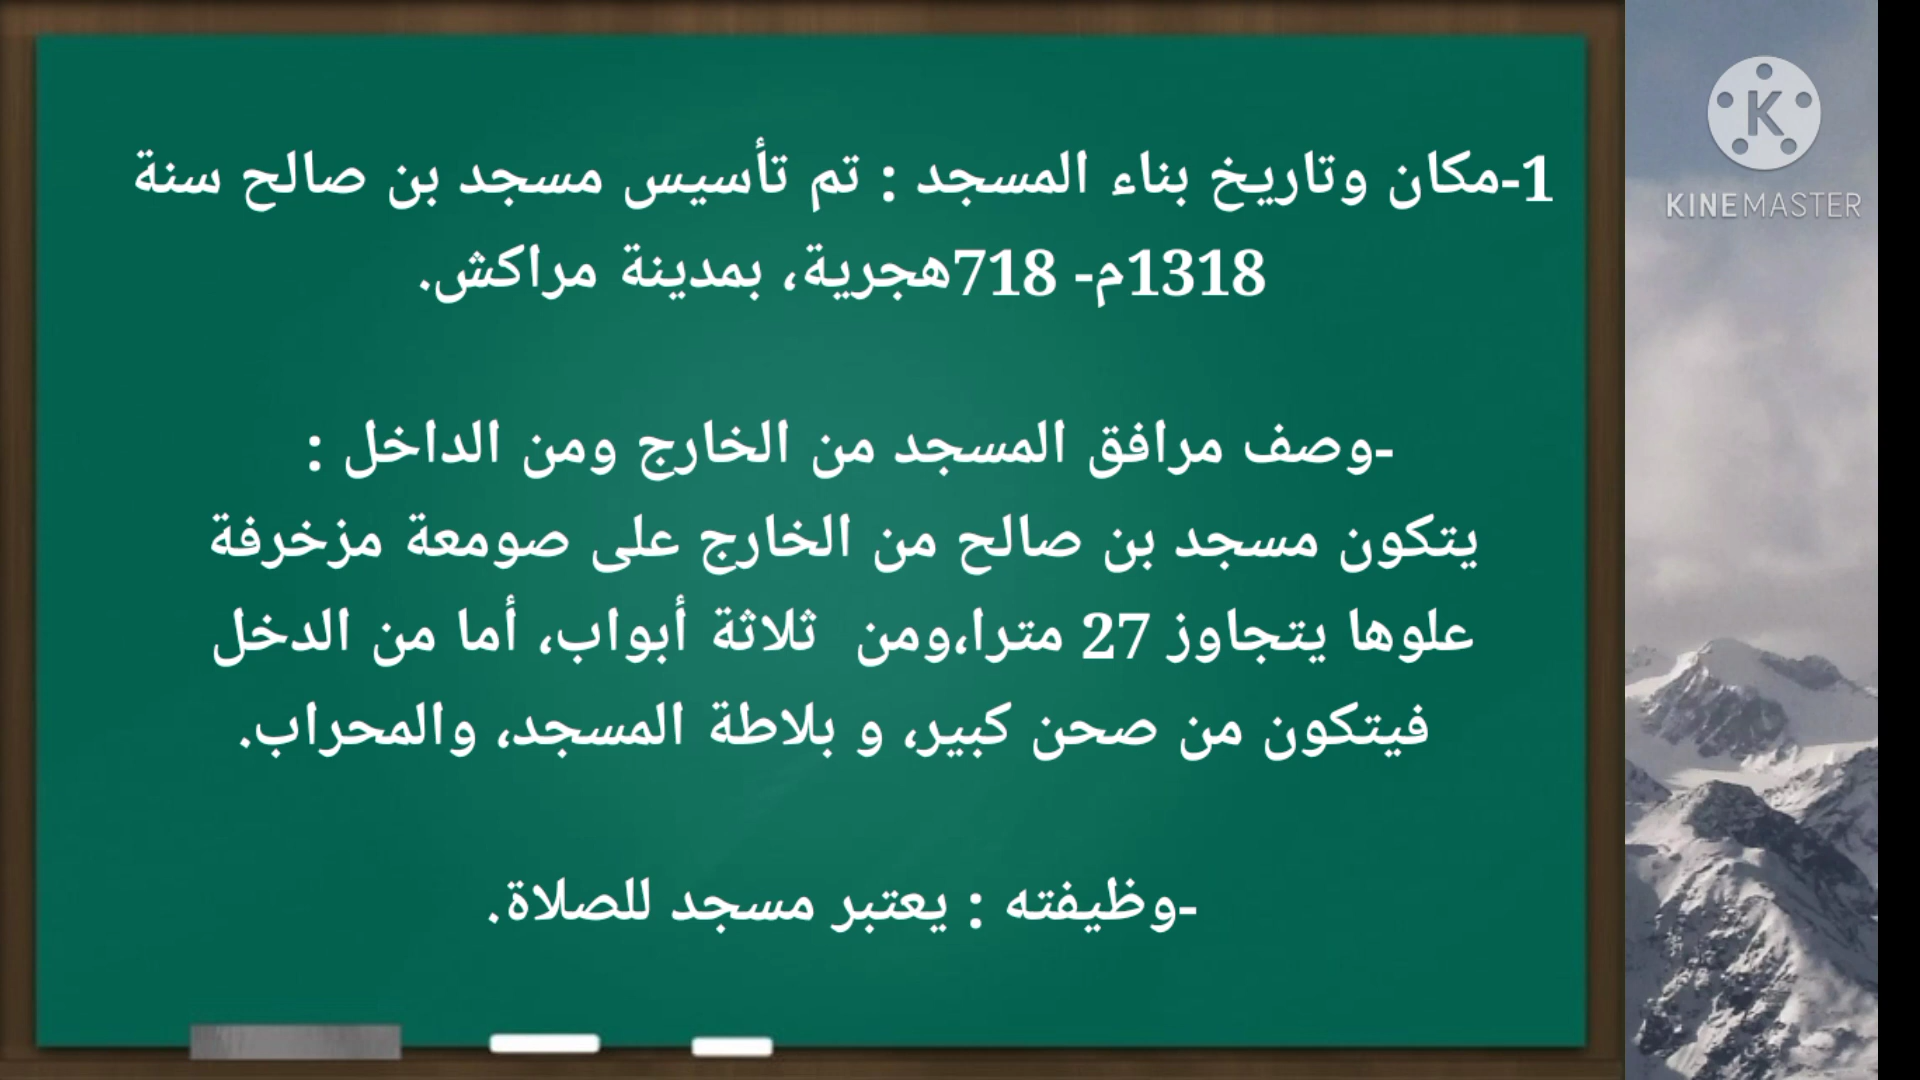 1-مكان وتاريخ بناء المسجد : تم تأسيس مسجد بن صالح سنة
1318م- 718هجرية، بمدينة مراكش.
-وصف مرافق المسجد من الخارج ومن الداخل :
يتكون مسجد بن صالح من الخارج على صومعة مزخرفة
علوها يتجاوز 27 مترا،ومن ثلاثة أبواب، أما من الدخل
فيتكون من صحن كبير، و بلاطة المسجد، والمحراب.
-وظيفته : يعتبر مسجد للصلاة.
K
KINEMASTER